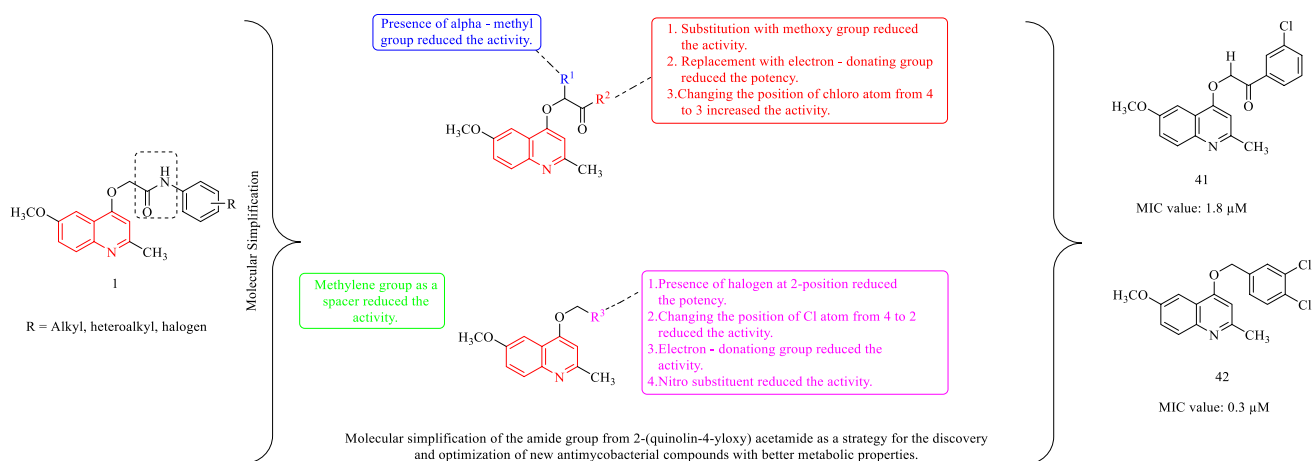 H₃CO
O
O
H
N
R
N
CH₃
1
R = Alkyl, heteroalkyl, halogen
Molecular Simplification
Presence of alpha - methyl
group reduced the activity.
1. Substitution with methoxy group reduced
the activity.
2. Replacement with electron - donating group
reduced the potency.
3.Changing the position of chloro atom from 4
to 3 increased the activity.
R¹
R²
O
O
H₃CO
N
CH₃
Methylene group as a
spacer reduced the
activity.
1.Presence of halogen at 2-position reduced
the potency.
2.Changing the position of Cl atom from 4 to 2
reduced the activity.
3.Electron - donationg group reduced the
activity.
4.Nitro substituent reduced the activity.
O
R³
H₃CO
N
CH₃
Molecular simplification of the amide group from 2-(quinolin-4-yloxy) acetamide as a strategy for the discovery
and optimization of new antimycobacterial compounds with better metabolic properties.
Cl
H
O
O
H₃CO
N
CH₃
41
MIC value: 1.8 µM
Cl
Cl
O
H₃CO
N
CH₃
42
MIC value: 0.3 µM